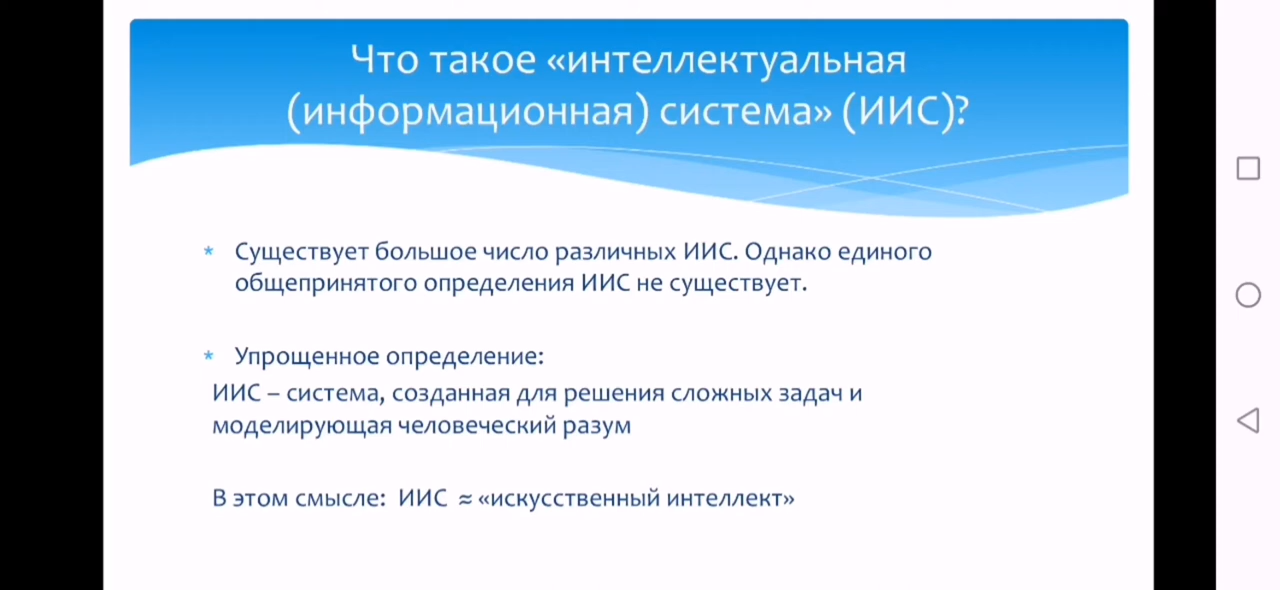 Что такое «интеллектуальная
(информационная) система» (ИИС)?
* Существует большое число различных ИИС. Однако единого
общепринятого определения ИИС не существует.
* Упрощенное определение:
ИИС – система, созданная для решения сложных задач и
моделирующая человеческий разум
В этом смысле: ИИС ≈ «искусственный интеллект»